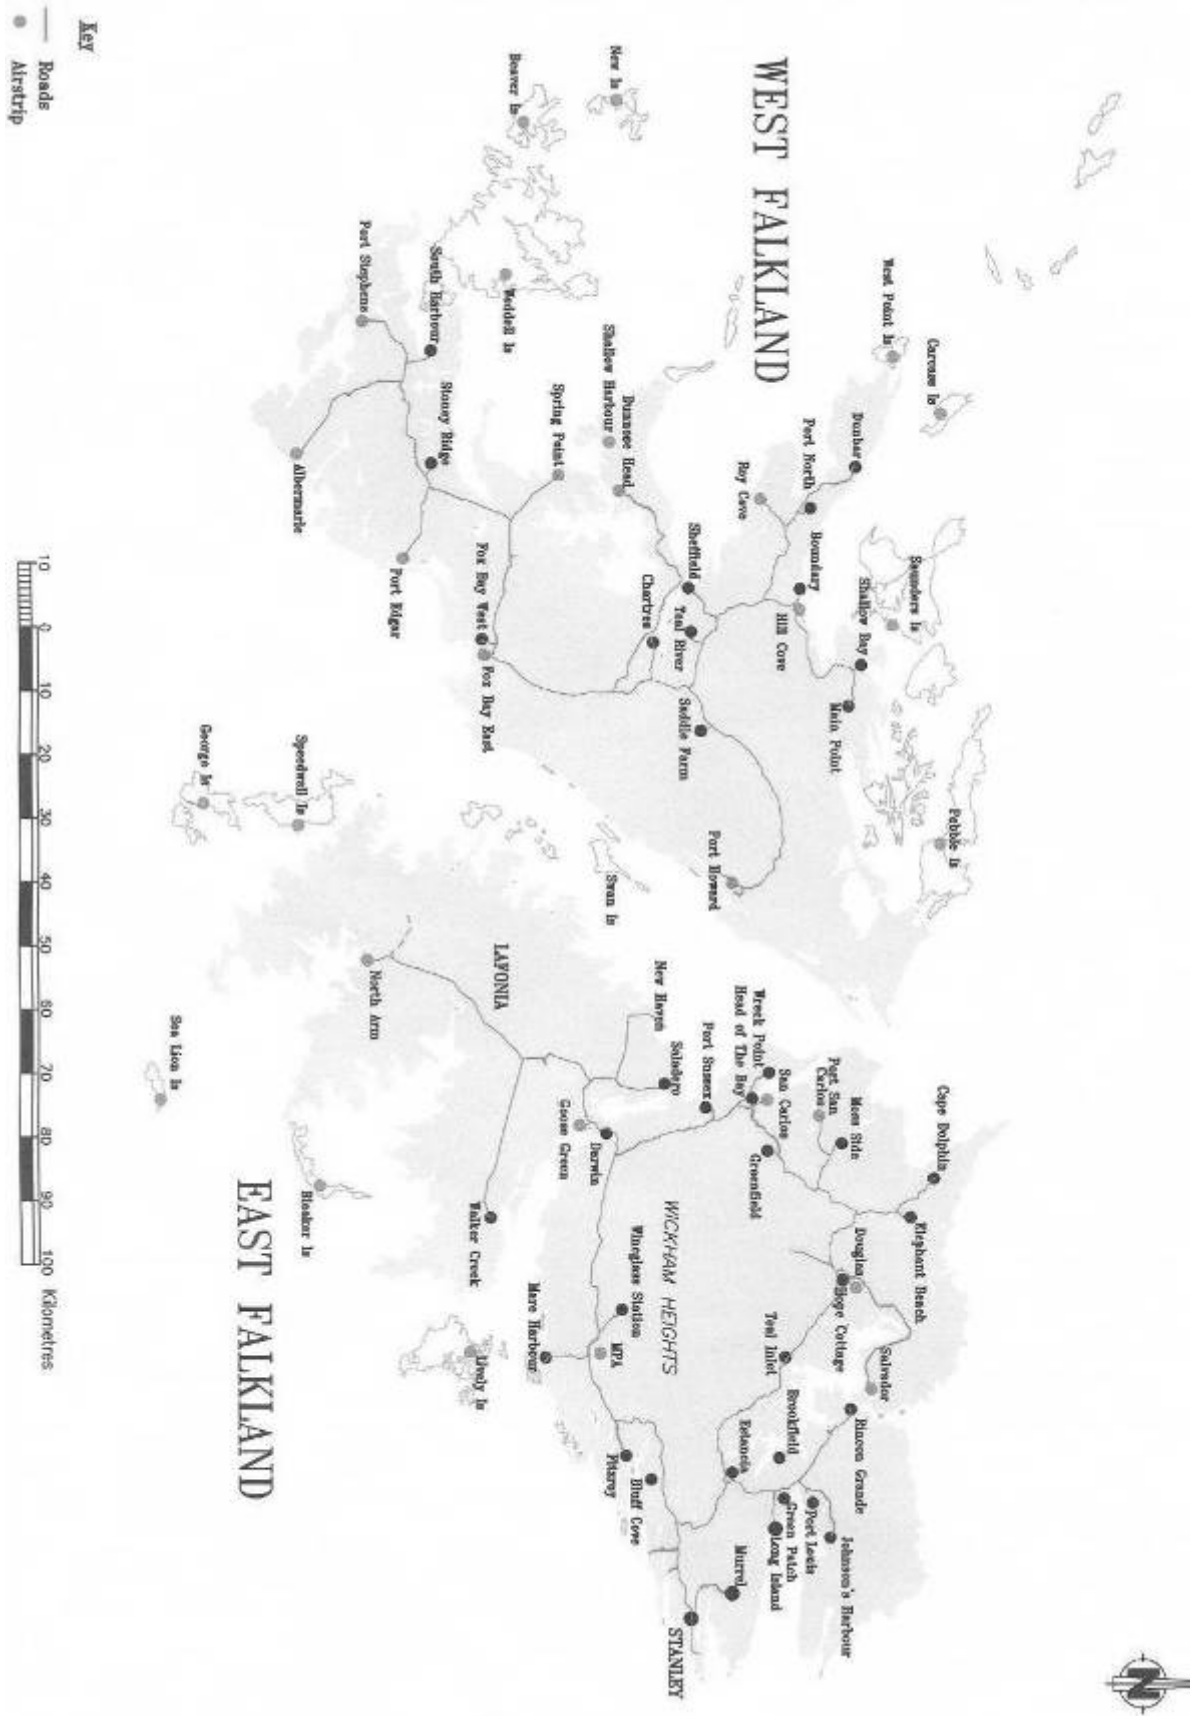 WEST FALKLAND
Carcass Is
West Point Is
Dunbar
Port North
Roy Cove
Boundary
Hill Cove
Saunders Is
Shallow Bay
Main Point
Pebble Is
New Is
Beaver Is
Weddell Is
Shallow Harbour
Dunnose Head
Spring Point
Sheffield
Teal River
Chartres
Saddle Farm
Port Howard
South Harbour
Port Stephens
Stoney Ridge
Albermarle
Port Edgar
Fox Bay West
Fox Bay East
Swan Is
Speedwell Is
George Is
Cape Dolphin
Elephant Beach
Moss Side
Port San
Carlos
San Carlos
Wreck Point
Head of The Bay
Greenfield
Port Sussex
New Haven
Saladero
LAFONIA
North Arm
Goose Green
Darwin
Walker Creek
Sea Lion Is
Bleaker Is
Douglas
Hope Cottage
Salvador
Teal Inlet
Rincon Grande
Brookfield
Estancia
Johnson's Harbour
Port Louis
Green Patch
Long Island
Murrel
STANLEY
WICKHAM HEIGHTS
Wineglass Station
MPA
Mare Harbour
Lively Is
Fitzroy
Bluff Cove
EAST FALKLAND
Key
Roads
Airstrip
10 0 10 20 30 40 50 60 70 80 90 100 Kilometres
N